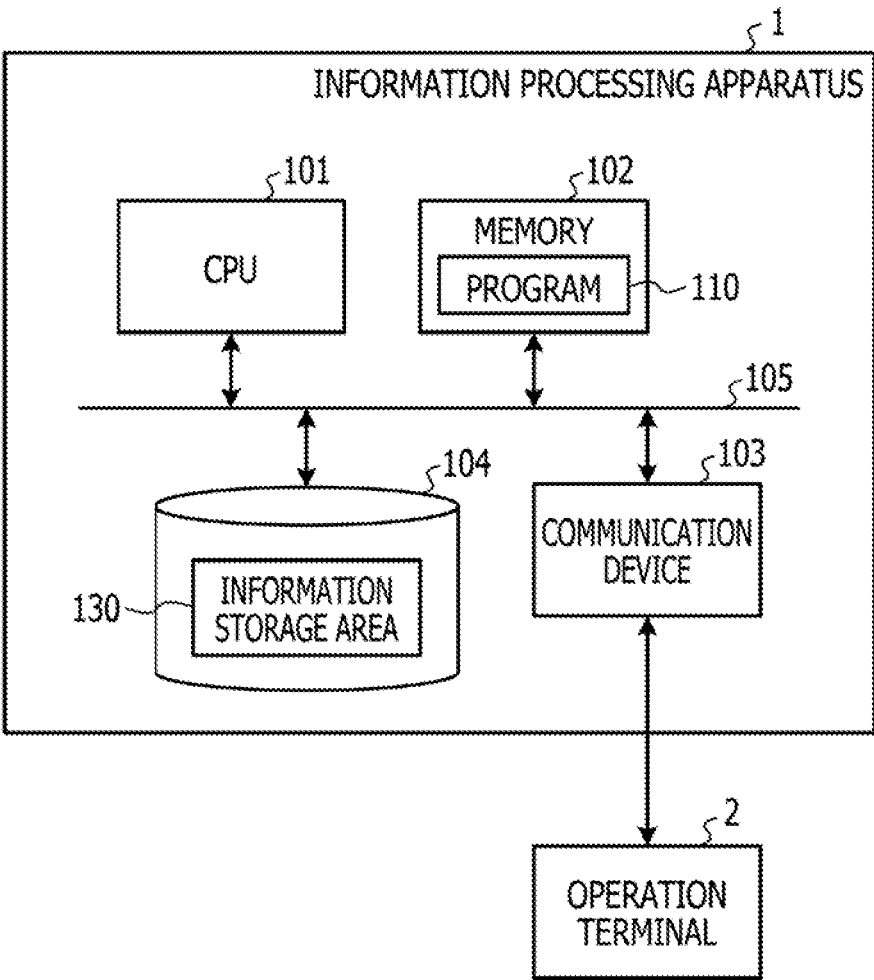 1
INFORMATION PROCESSING APPARATUS
101
102
CPU
MEMORY
PROGRAM
110
105
104
103
COMMUNICATION
DEVICE
130
INFORMATION
STORAGE AREA
2
OPERATION
TERMINAL